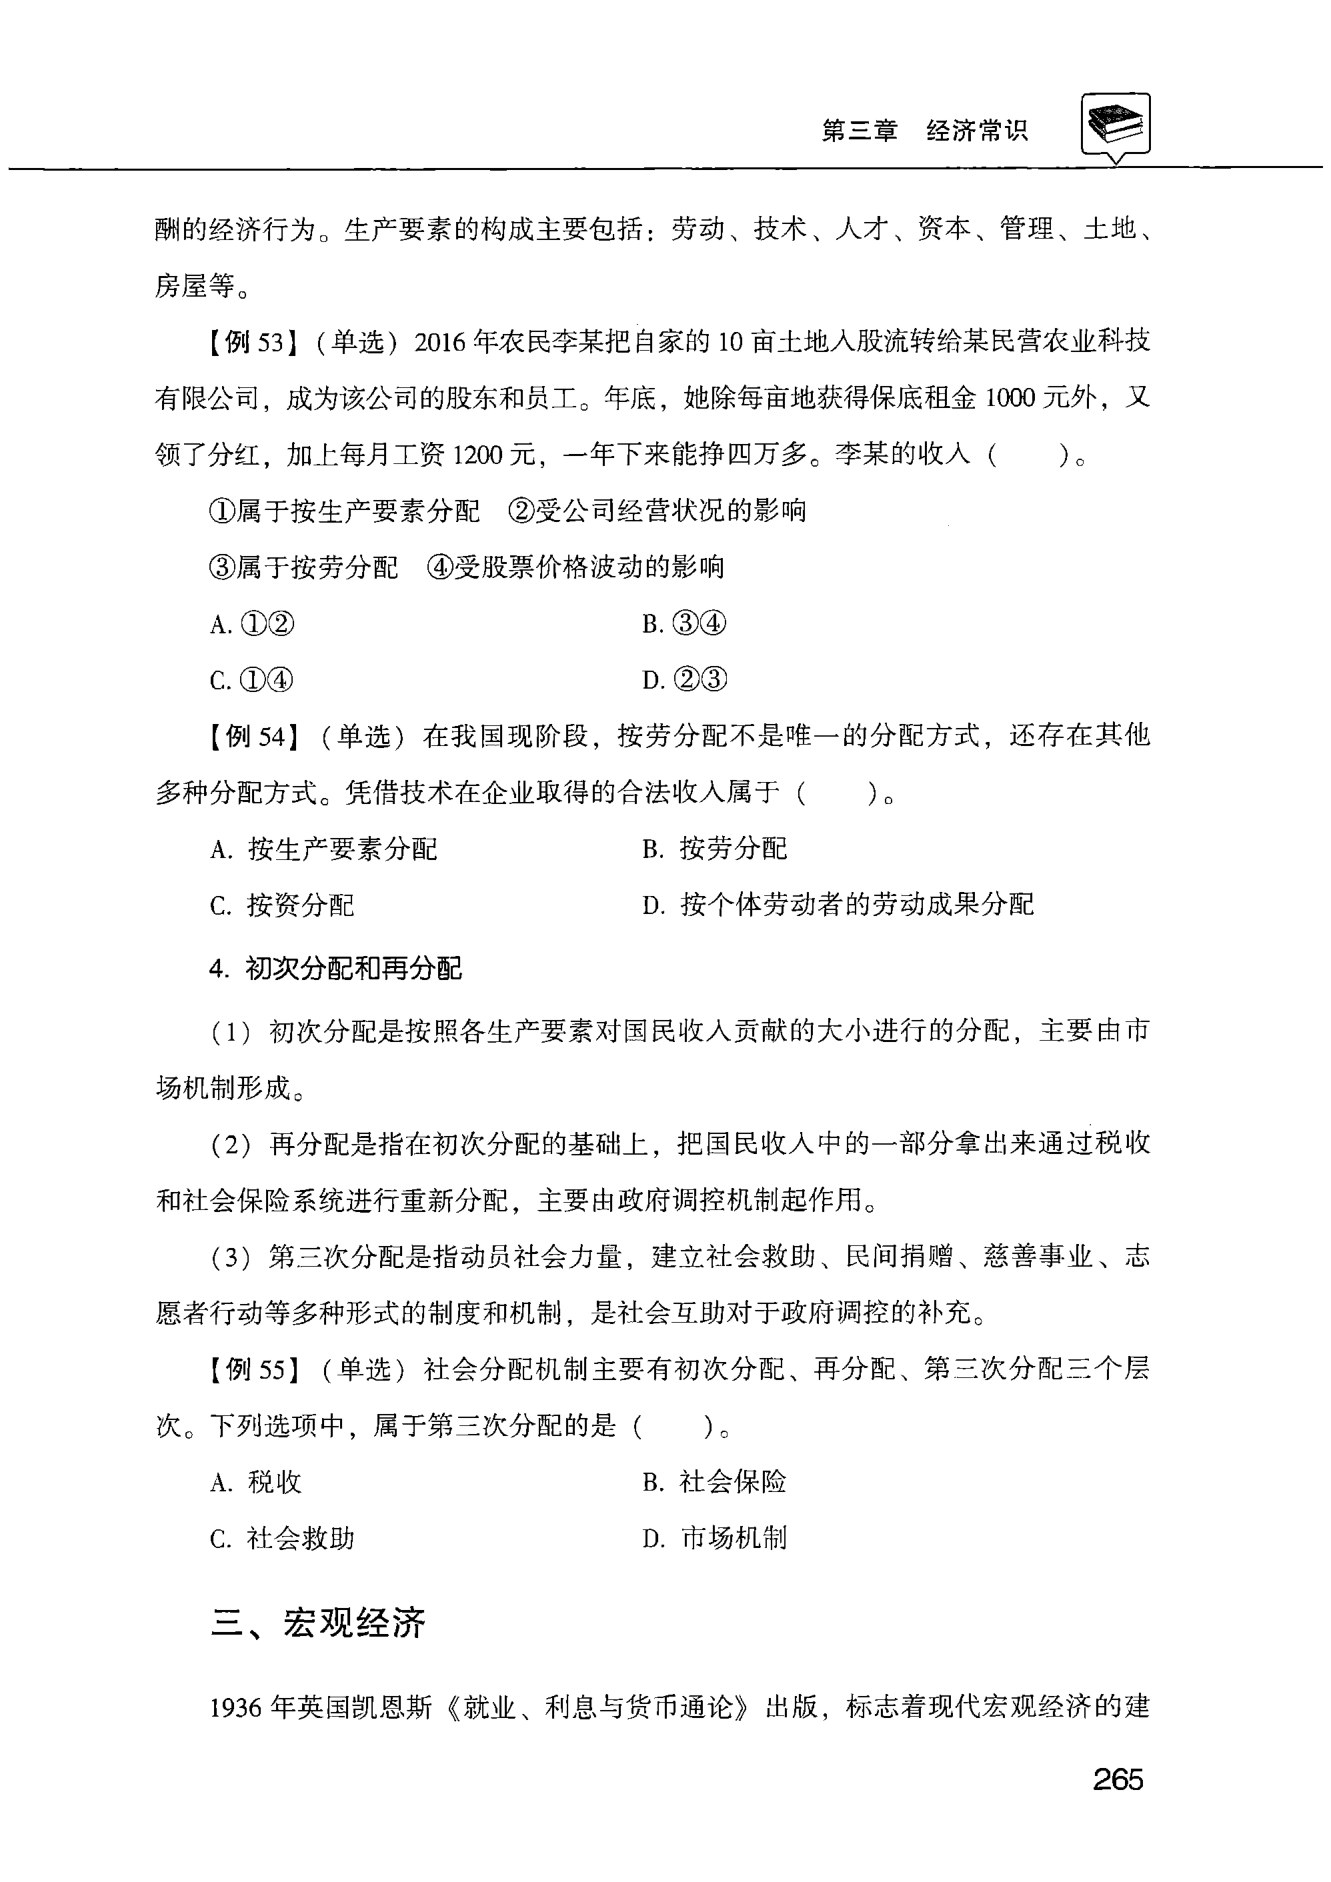 第三章 经济常识
酬的经济行为。生产要素的构成主要包括：劳动、技术、人才、资本、管理、土地、
房屋等。
【例 53】（单选）2016 年农民李某把自家的 10 亩土地入股流转给某民营农业科技
有限公司，成为该公司的股东和员工。年底，她除每亩地获得保底租金 1000 元外，又
领了分红，加上每月工资 1200 元，一年下来能挣四万多。李某的收入（　　）。
①属于按生产要素分配 ②受公司经营状况的影响
③属于按劳分配 ④受股票价格波动的影响
A. ①② B. ③④
C. ①④ D. ②③
【例 54】（单选）在我国现阶段，按劳分配不是唯一的分配方式，还存在其他
多种分配方式。凭借技术在企业取得的合法收入属于（　　）。
A. 按生产要素分配 B. 按劳分配
C. 按资分配 D. 按个体劳动者的劳动成果分配
4. 初次分配和再分配
（1）初次分配是按照各生产要素对国民收入贡献的大小进行的分配，主要由市
场机制形成。
（2）再分配是指在初次分配的基础上，把国民收入中的一部分拿出来通过税收
和社会保险系统进行重新分配，主要由政府调控机制起作用。
（3）第三次分配是指动员社会力量，建立社会救助、民间捐赠、慈善事业、志
愿者行动等多种形式的制度和机制，是社会互助对于政府调控的补充。
【例 55】（单选）社会分配机制主要有初次分配、再分配、第三次分配三个层
次。下列选项中，属于第三次分配的是（　　）。
A. 税收 B. 社会保险
C. 社会救助 D. 市场机制
三、宏观经济
1936 年英国凯恩斯《就业、利息与货币通论》出版，标志着现代宏观经济的建
265